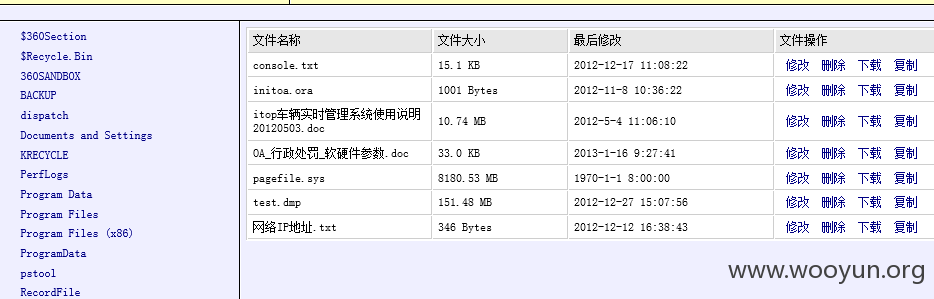 $360Section
$Recycle.Bin
360SANDBOX
BACKUP
dispatch
Documents and Settings
KRECYCLE
PerfLogs
Program Data
Program Files
Program Files (x86)
ProgramData
pstool
RecordFile
文件名称 文件大小 最后修改 文件操作
console.txt 15.1 KB 2012-12-17 11:08:22 修改 删除 下载 复制
initoa.ora 1001 Bytes 2012-11-8 10:36:22 修改 删除 下载 复制
itop车辆实时管理系统使用说明
20120503.doc 10.74 MB 2012-5-4 11:06:10 修改 删除 下载 复制
OA_行政处罚_软硬件参数.doc 33.0 KB 2013-1-16 9:27:41 修改 删除 下载 复制
pagefile.sys 8180.53 MB 1970-1-1 8:00:00 修改 删除 下载 复制
test.dmp 151.48 MB 2012-12-27 15:07:56 修改 删除 下载 复制
网络IP地址.txt 346 Bytes 2012-12-12 16:38:43 修改 删除 下载 复制
www.wooyun.org